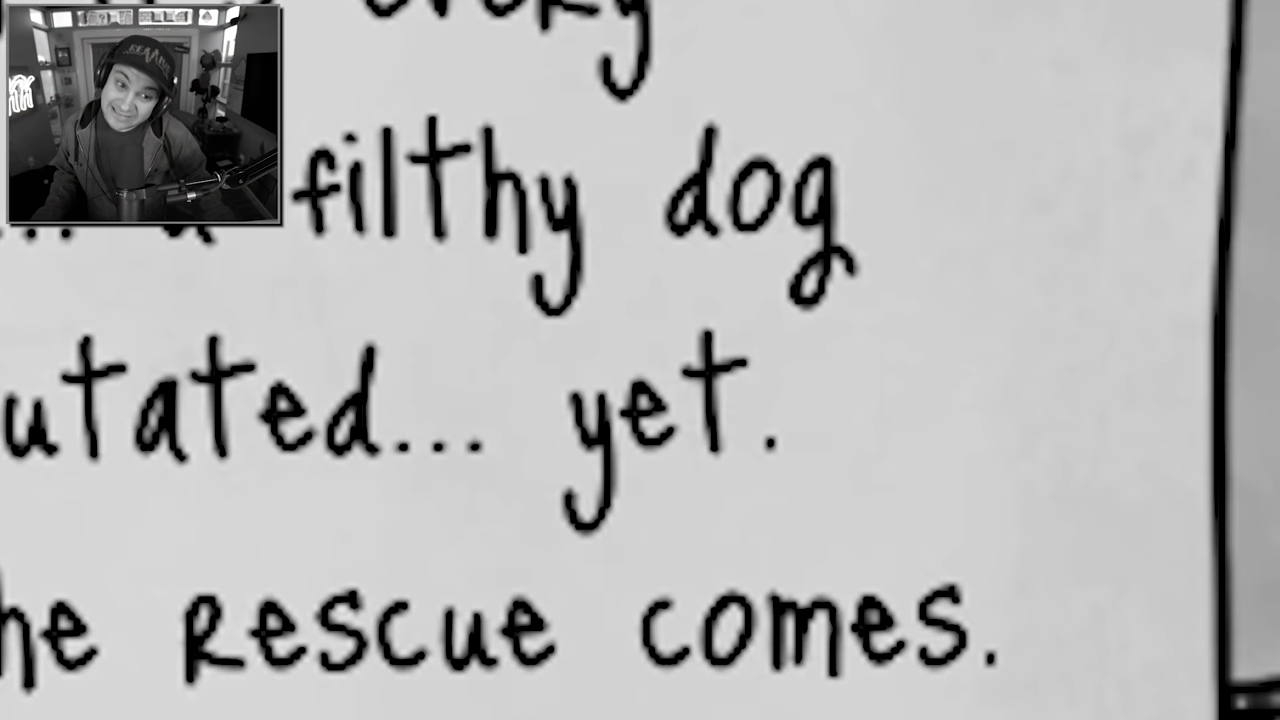 filthy dog
utated... yet.
he rescue comes.